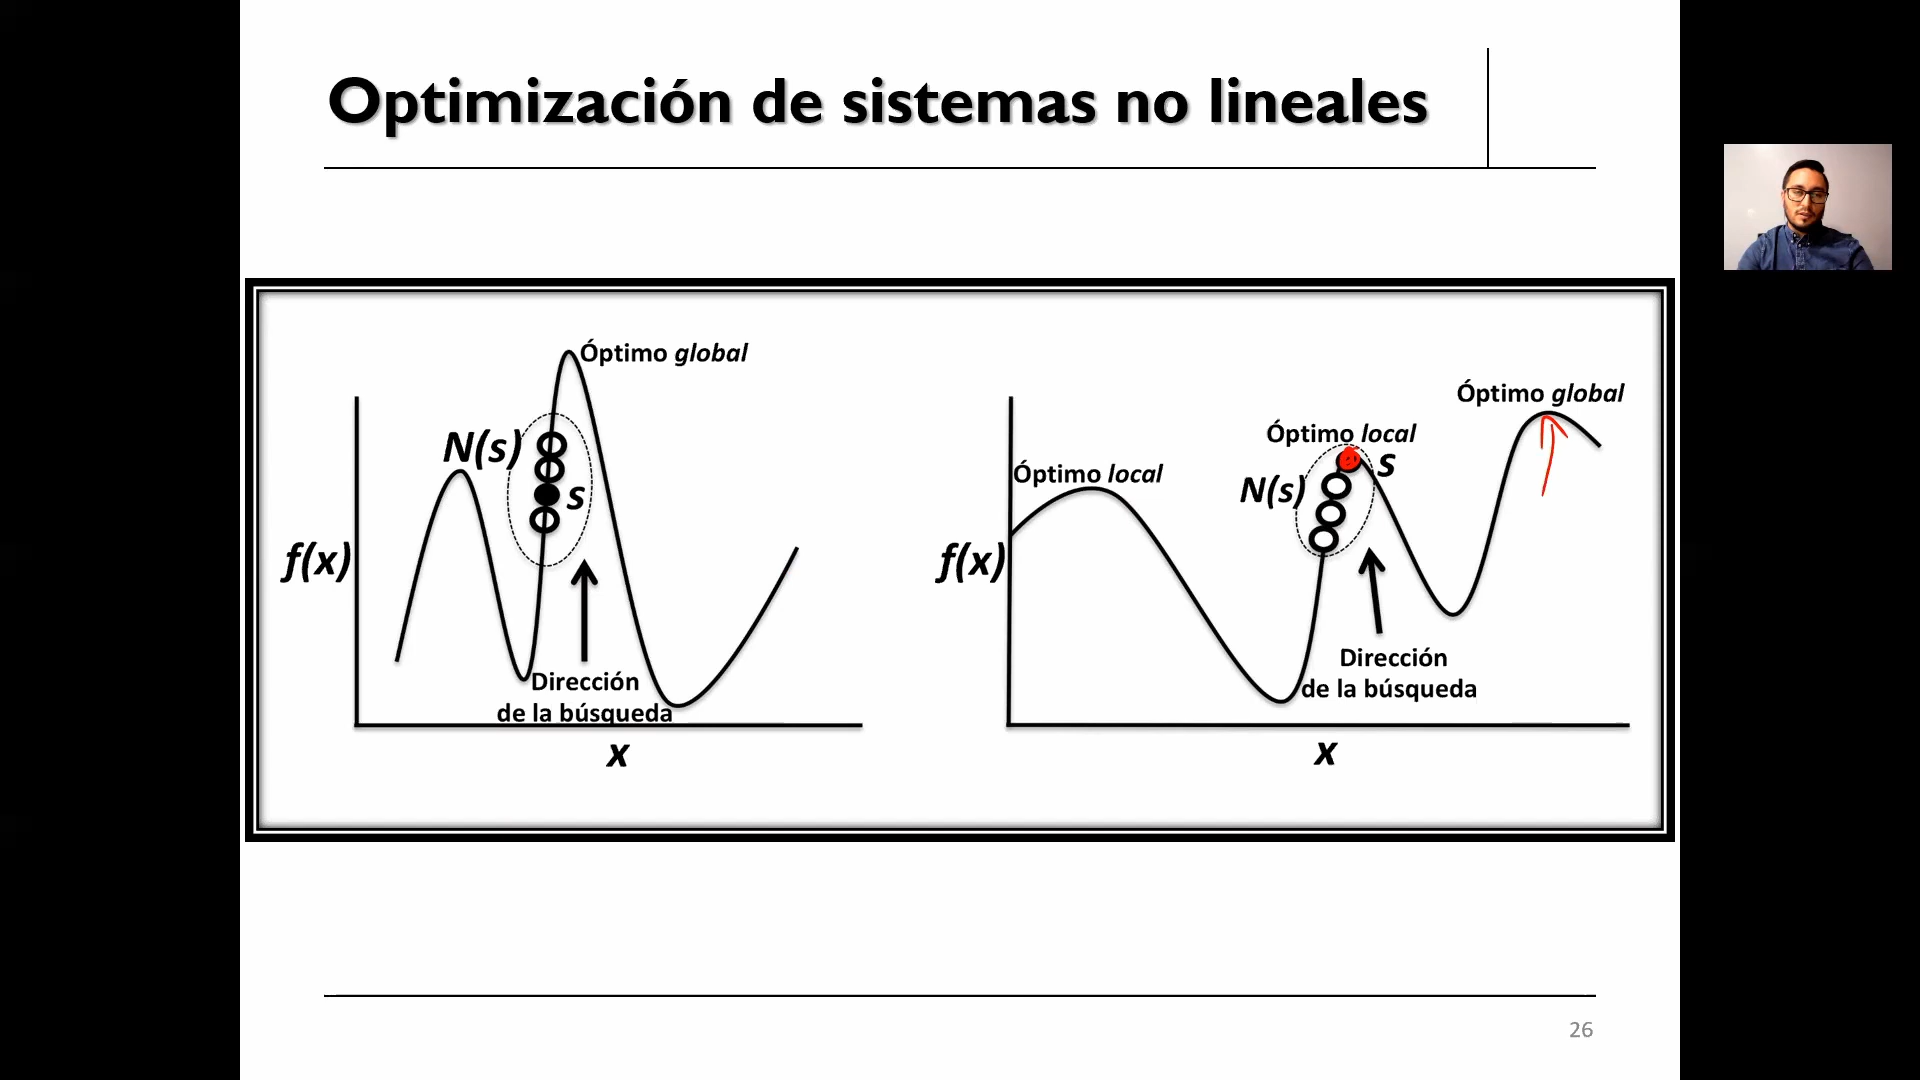 Optimización de sistemas no lineales
Óptimo global
N(s)
s
f(x)
Dirección
de la búsqueda
x
Óptimo global
Óptimo local
Óptimo local
s
N(s)
f(x)
Dirección
de la búsqueda
x
26